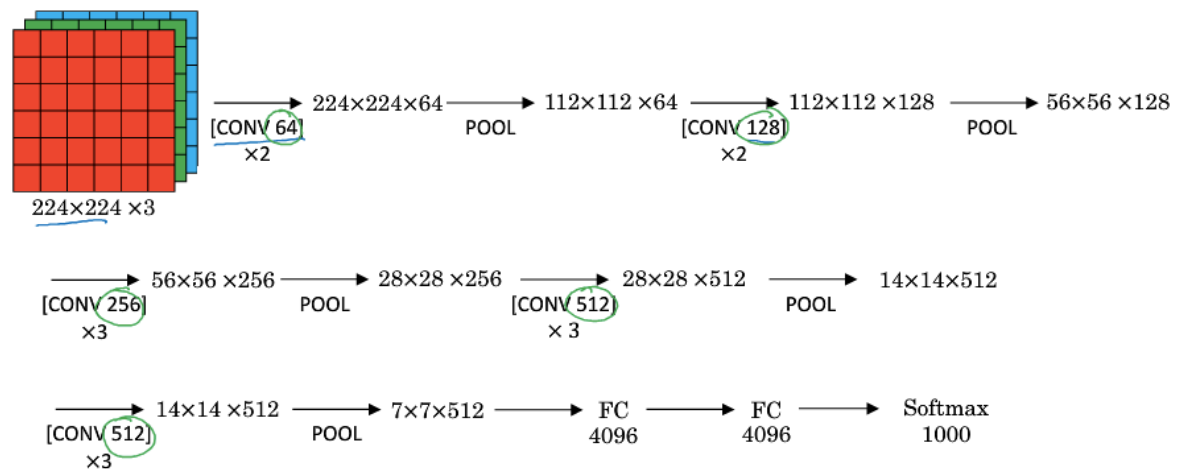 224×224×64 112×112 ×64 112×112 ×128 56×56 ×128
[CONV 64] POOL [CONV 128] POOL
×2 ×2
224×224 ×3
56×56 ×256 28×28 ×256 28×28 ×512 14×14×512
[CONV 256] POOL [CONV 512] POOL
×3 × 3
14×14 ×512 7×7×512 FC FC Softmax
[CONV 512] POOL 4096 4096 1000
×3